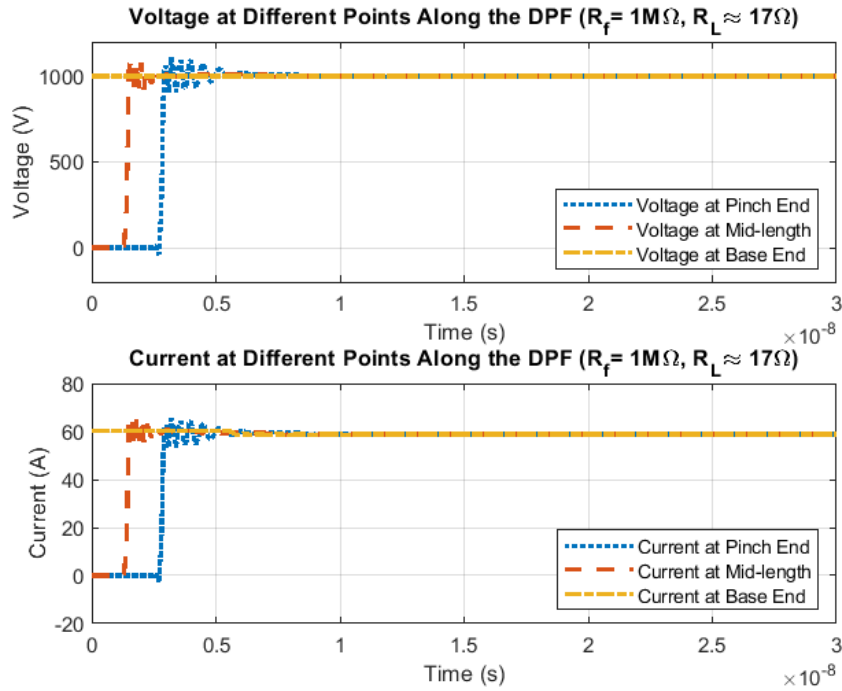 Voltage at Different Points Along the DPF (R_f= 1MΩ, R_L≈ 17Ω)
1000
500
0
Voltage (V)
Voltage at Pinch End
Voltage at Mid-length
Voltage at Base End
0 0.5 1 1.5 2 2.5 3
Time (s)
×10^-8
Current at Different Points Along the DPF (R_f= 1MΩ, R_L≈ 17Ω)
80
60
40
20
0
-20
Current (A)
Current at Pinch End
Current at Mid-length
Current at Base End
0 0.5 1 1.5 2 2.5 3
Time (s)
×10^-8